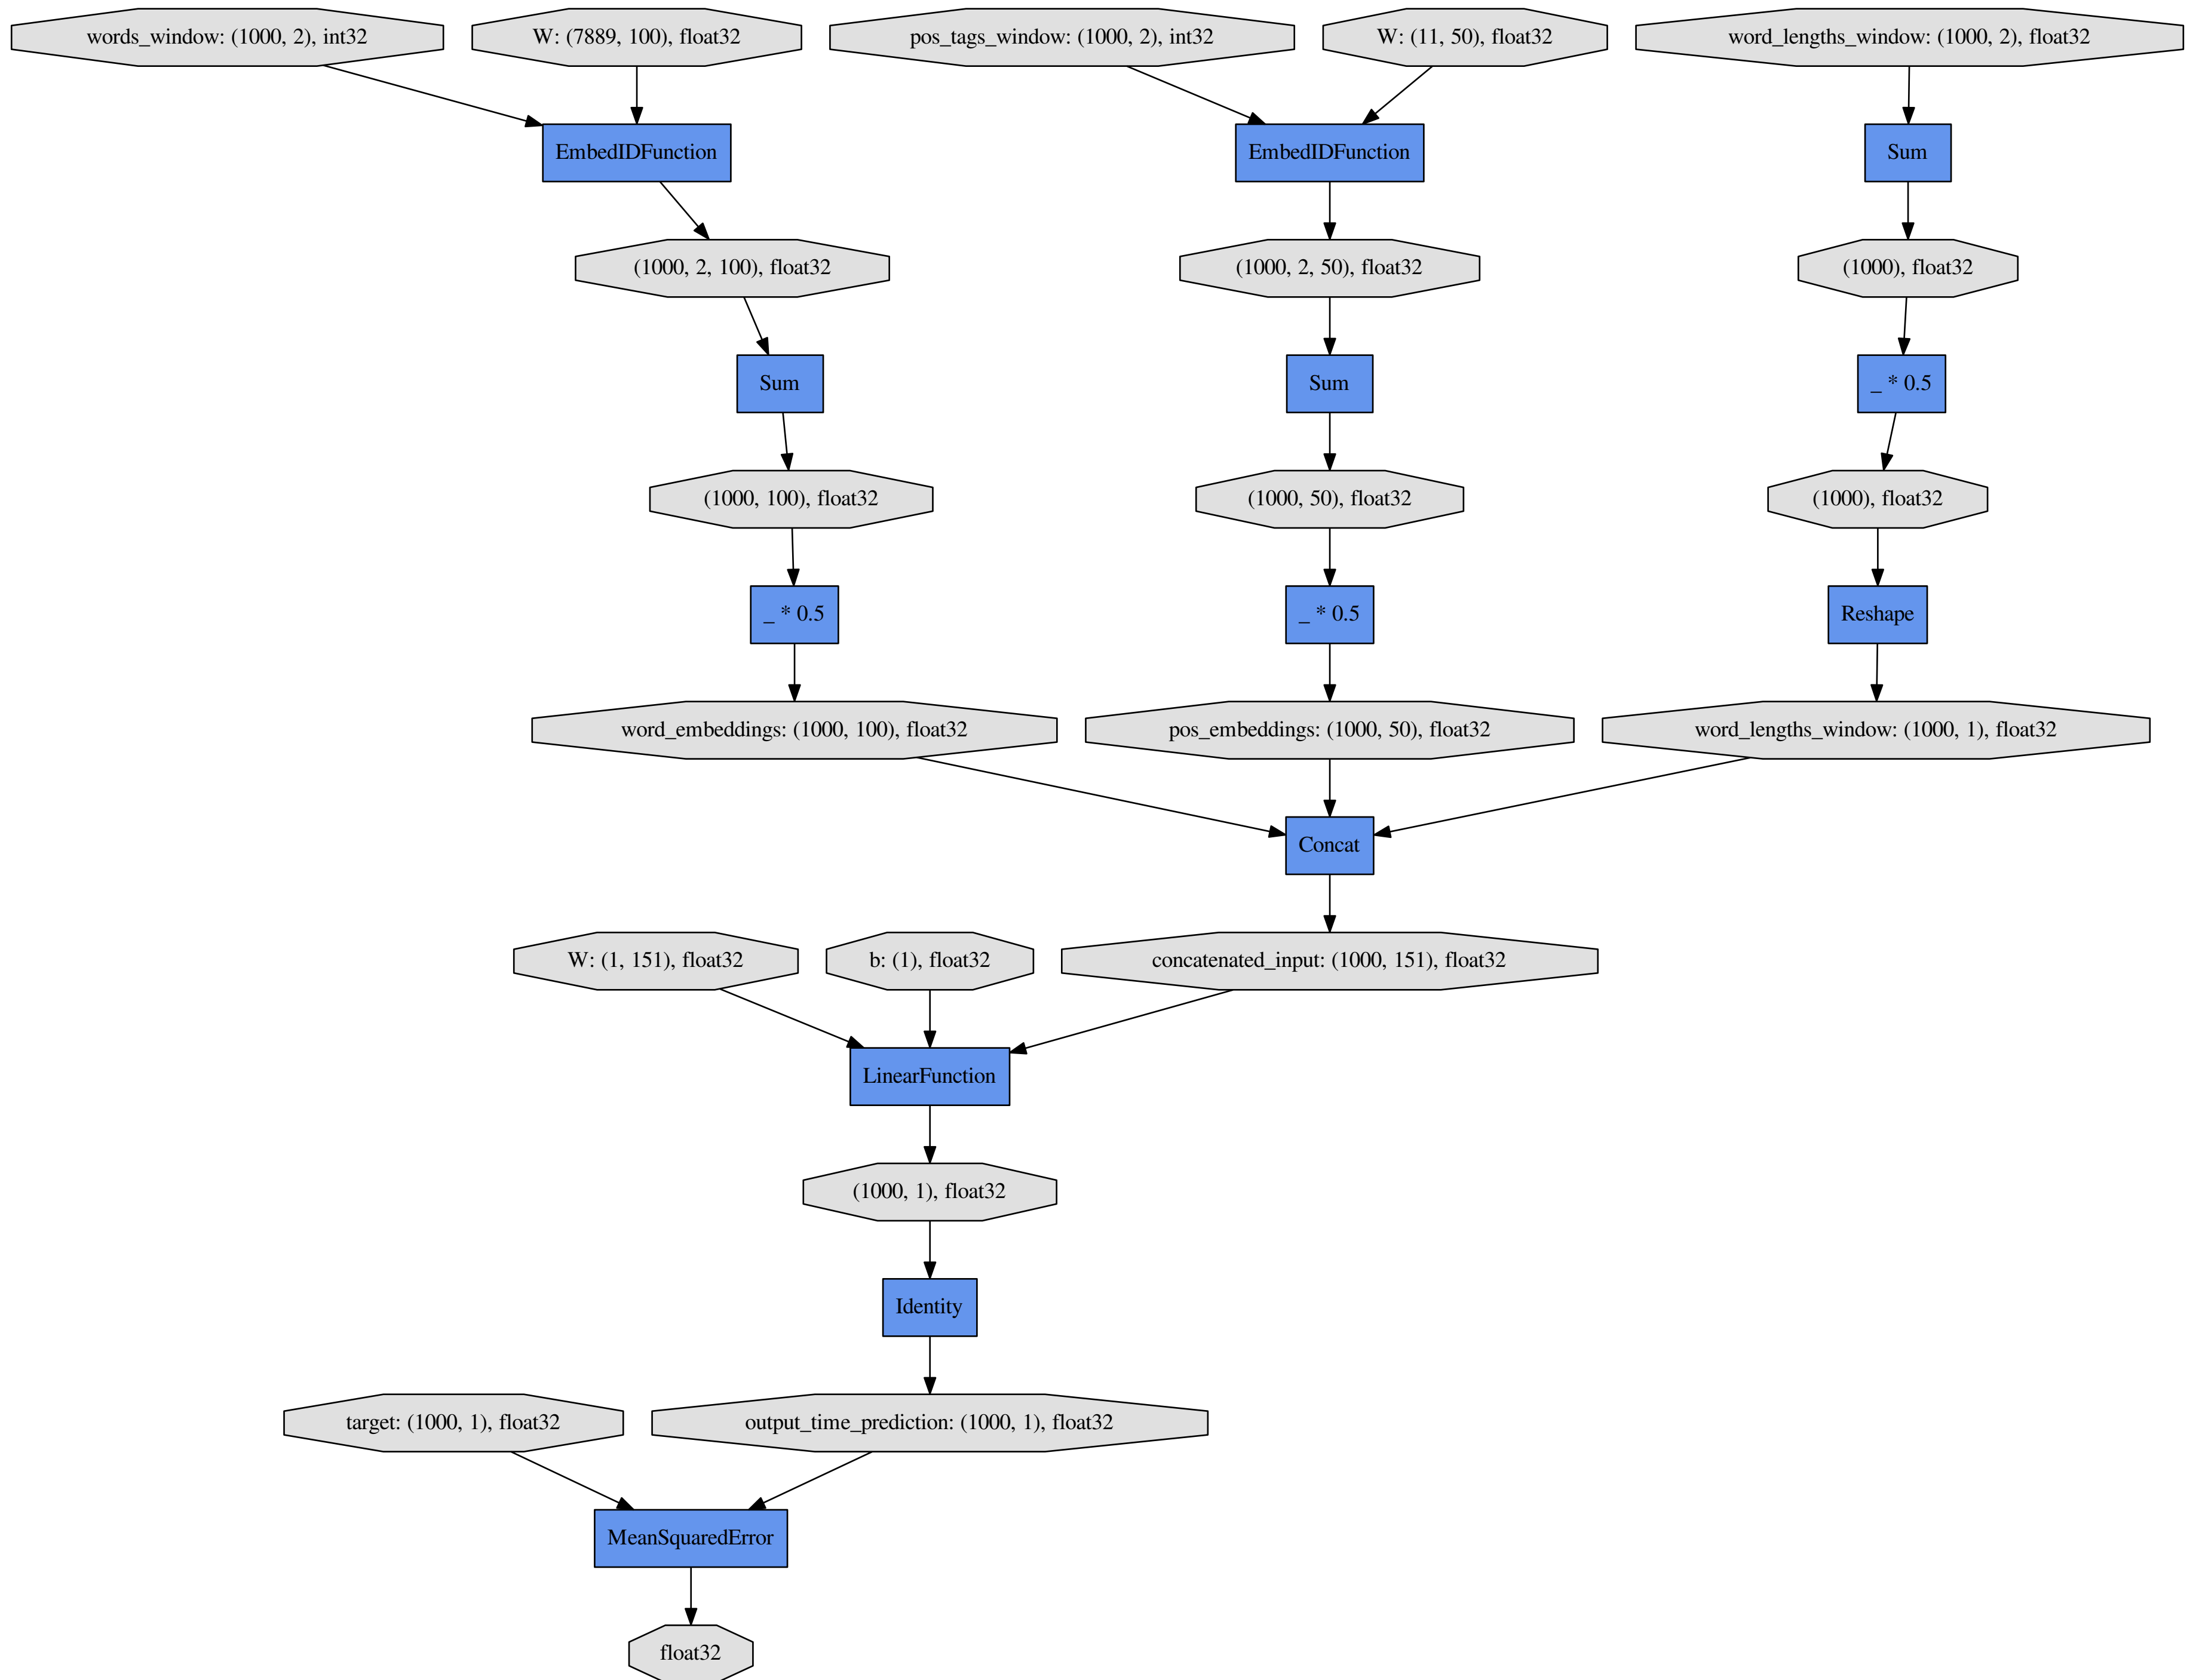 words_window: (1000, 2), int32
W: (7889, 100), float32
pos_tags_window: (1000, 2), int32
W: (11, 50), float32
word_lengths_window: (1000, 2), float32
EmbedIDFunction
EmbedIDFunction
Sum
(1000, 2, 100), float32
(1000, 2, 50), float32
(1000), float32
Sum
Sum
_ * 0.5
(1000, 100), float32
(1000, 50), float32
(1000), float32
_ * 0.5
_ * 0.5
Reshape
word_embeddings: (1000, 100), float32
pos_embeddings: (1000, 50), float32
word_lengths_window: (1000, 1), float32
Concat
W: (1, 151), float32
b: (1), float32
concatenated_input: (1000, 151), float32
LinearFunction
(1000, 1), float32
Identity
target: (1000, 1), float32
output_time_prediction: (1000, 1), float32
MeanSquaredError
float32